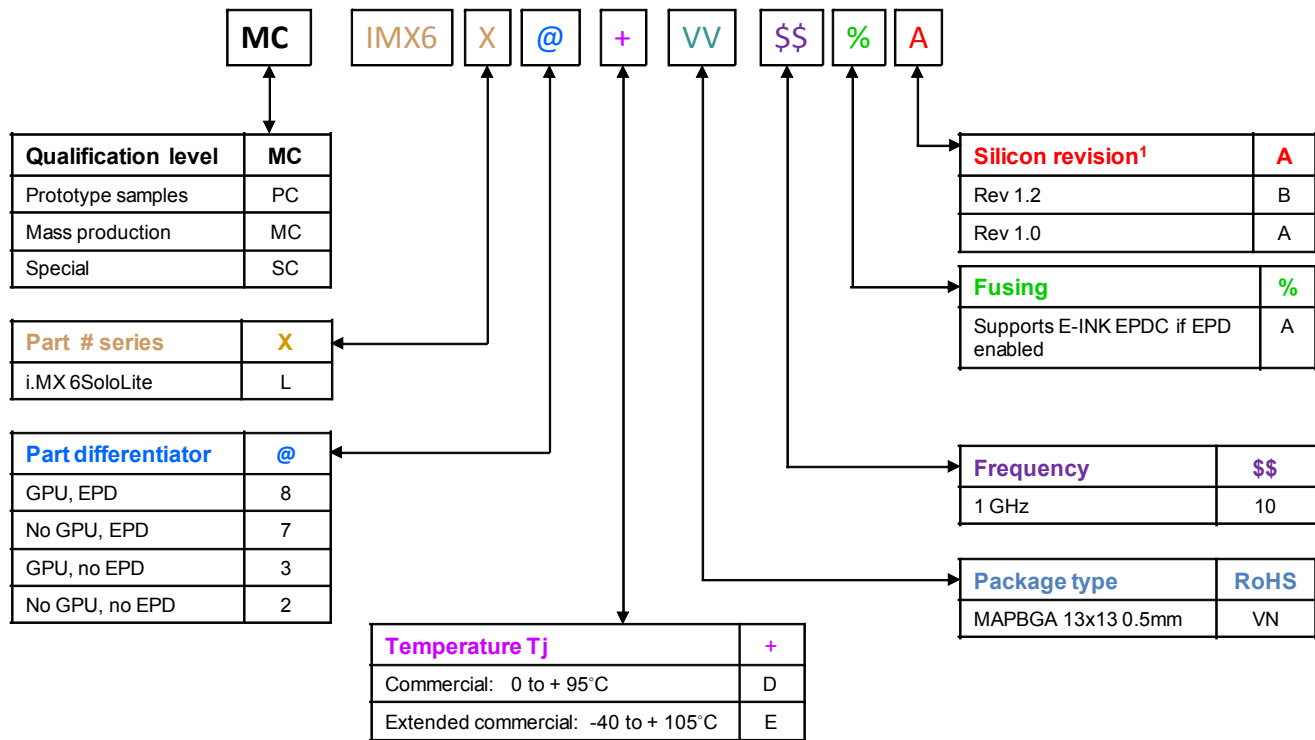 MC IMX6 X @ + VV $$ % A
Qualification level MC
Prototype samples PC
Mass production MC
Special SC
Part # series X
i.MX 6SoloLite L
Part differentiator @
GPU, EPD 8
No GPU, EPD 7
GPU, no EPD 3
No GPU, no EPD 2
Temperature Tj +
Commercial: 0 to + 95°C D
Extended commercial: -40 to + 105°C E
Silicon revision¹ A
Rev 1.2 B
Rev 1.0 A
Fusing %
Supports E-INK EPDC if EPD A
enabled
Frequency $$
1 GHz 10
Package type RoHS
MAPBGA 13x13 0.5mm VN